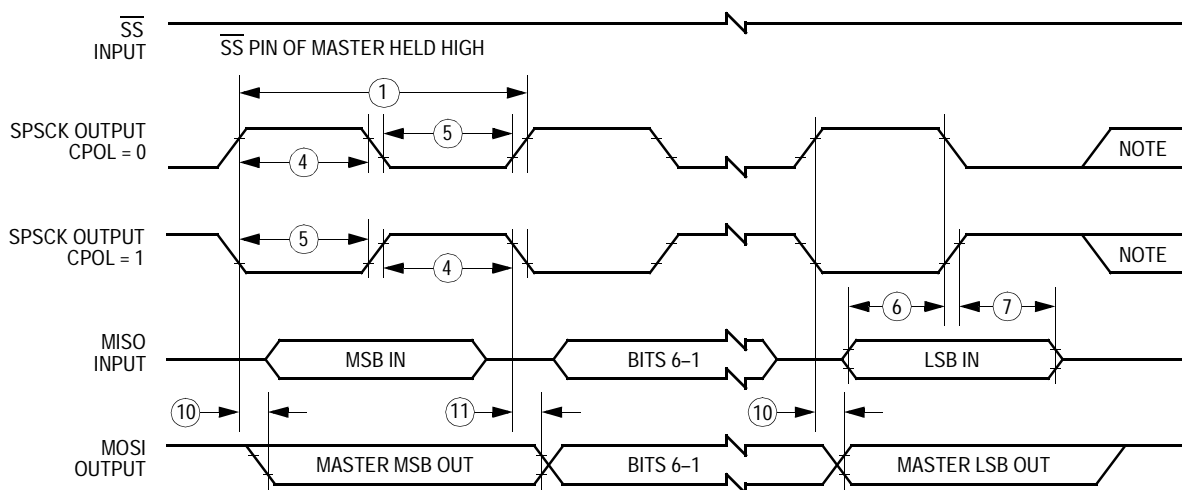 SS
INPUT
SS PIN OF MASTER HELD HIGH
1
SPSCK OUTPUT
CPOL = 0
5
4
NOTE
SPSCK OUTPUT
CPOL = 1
5
4
NOTE
6
7
MISO
INPUT
MSB IN
BITS 6–1
LSB IN
10
11
10
MOSI
OUTPUT
MASTER MSB OUT
BITS 6–1
MASTER LSB OUT